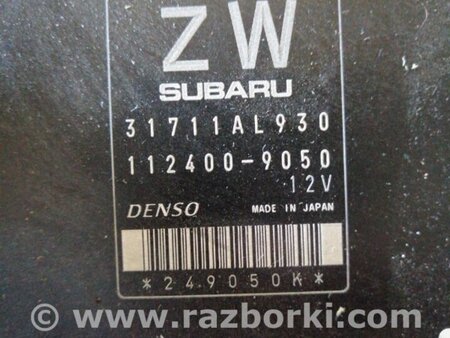 ZW
SUBARU
31711AL930
112400-9050
12V
DENSO MADE IN JAPAN
*249050K*
© www.razborki.com